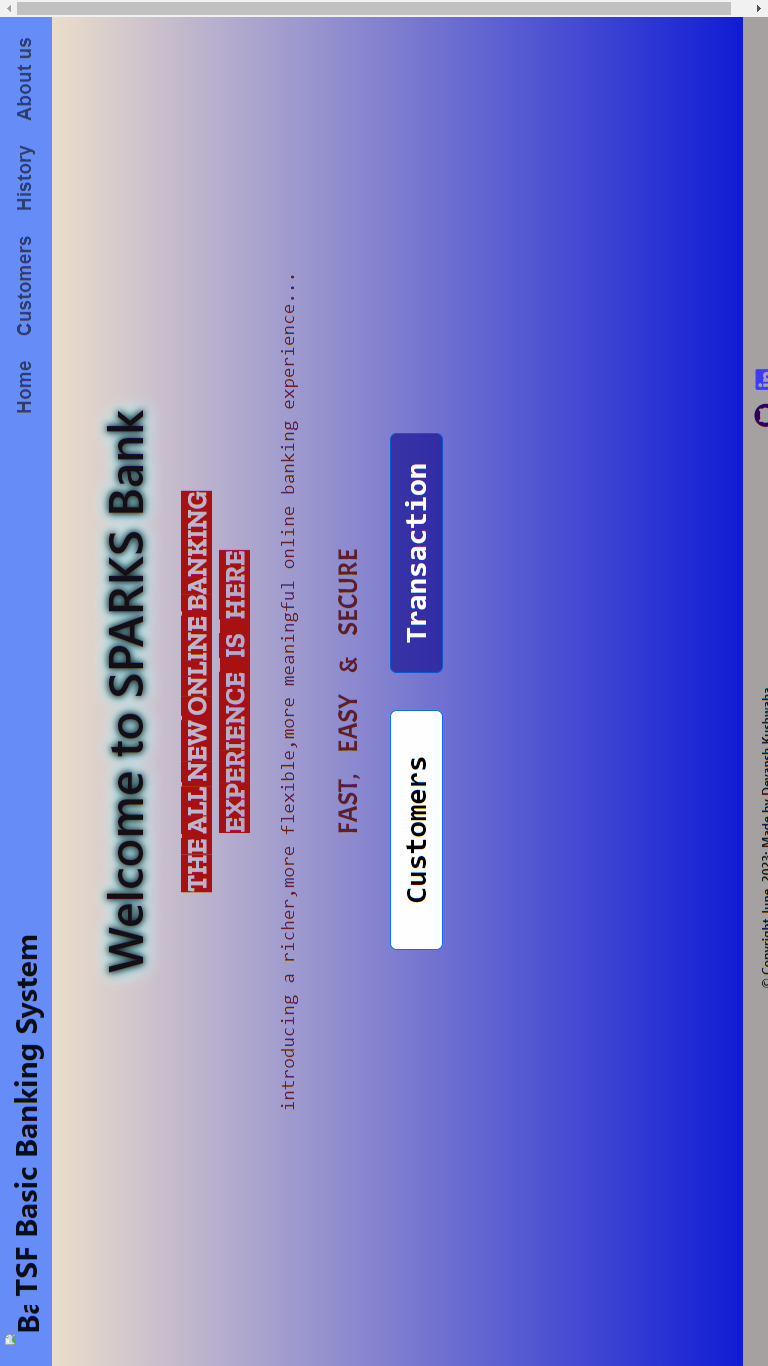 Ba TSF Basic Banking System
Home Customers History About us
Welcome to SPARKS Bank
THE ALL NEW ONLINE BANKING
EXPERIENCE IS HERE
introducing a richer,more flexible,more meaningful online banking experience...
FAST, EASY & SECURE
Customers Transaction
in
© Copyright June, 2023; Made by Devansh Kushwaha